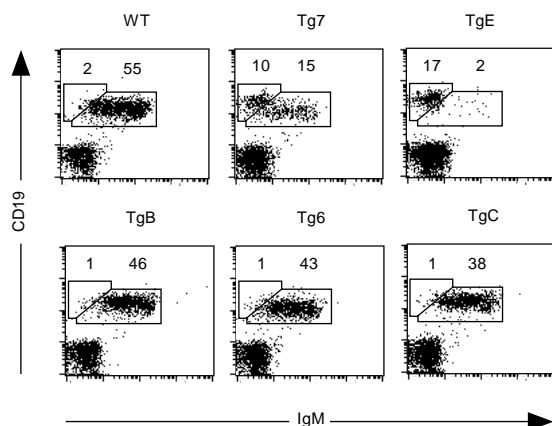 WT Tg7 TgE
2 55 10 15 17 2
TgB Tg6 TgC
1 46 1 43 1 38
CD19
IgM